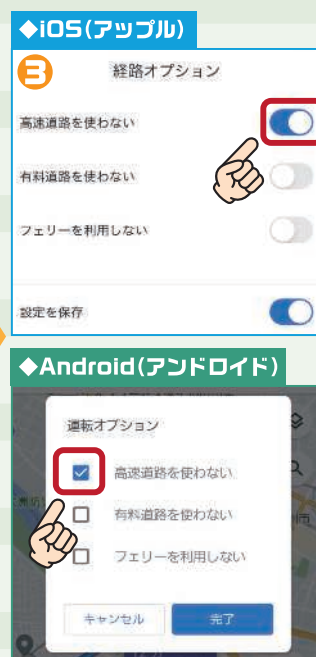 ◆iOS(アップル)
3
経路オプション
高速道路を使わない
有料道路を使わない
フェリーを利用しない
設定を保存
◆Android(アンドロイド)
運転オプション
高速道路を使わない
有料道路を使わない
フェリーを利用しない
キャンセル
完了